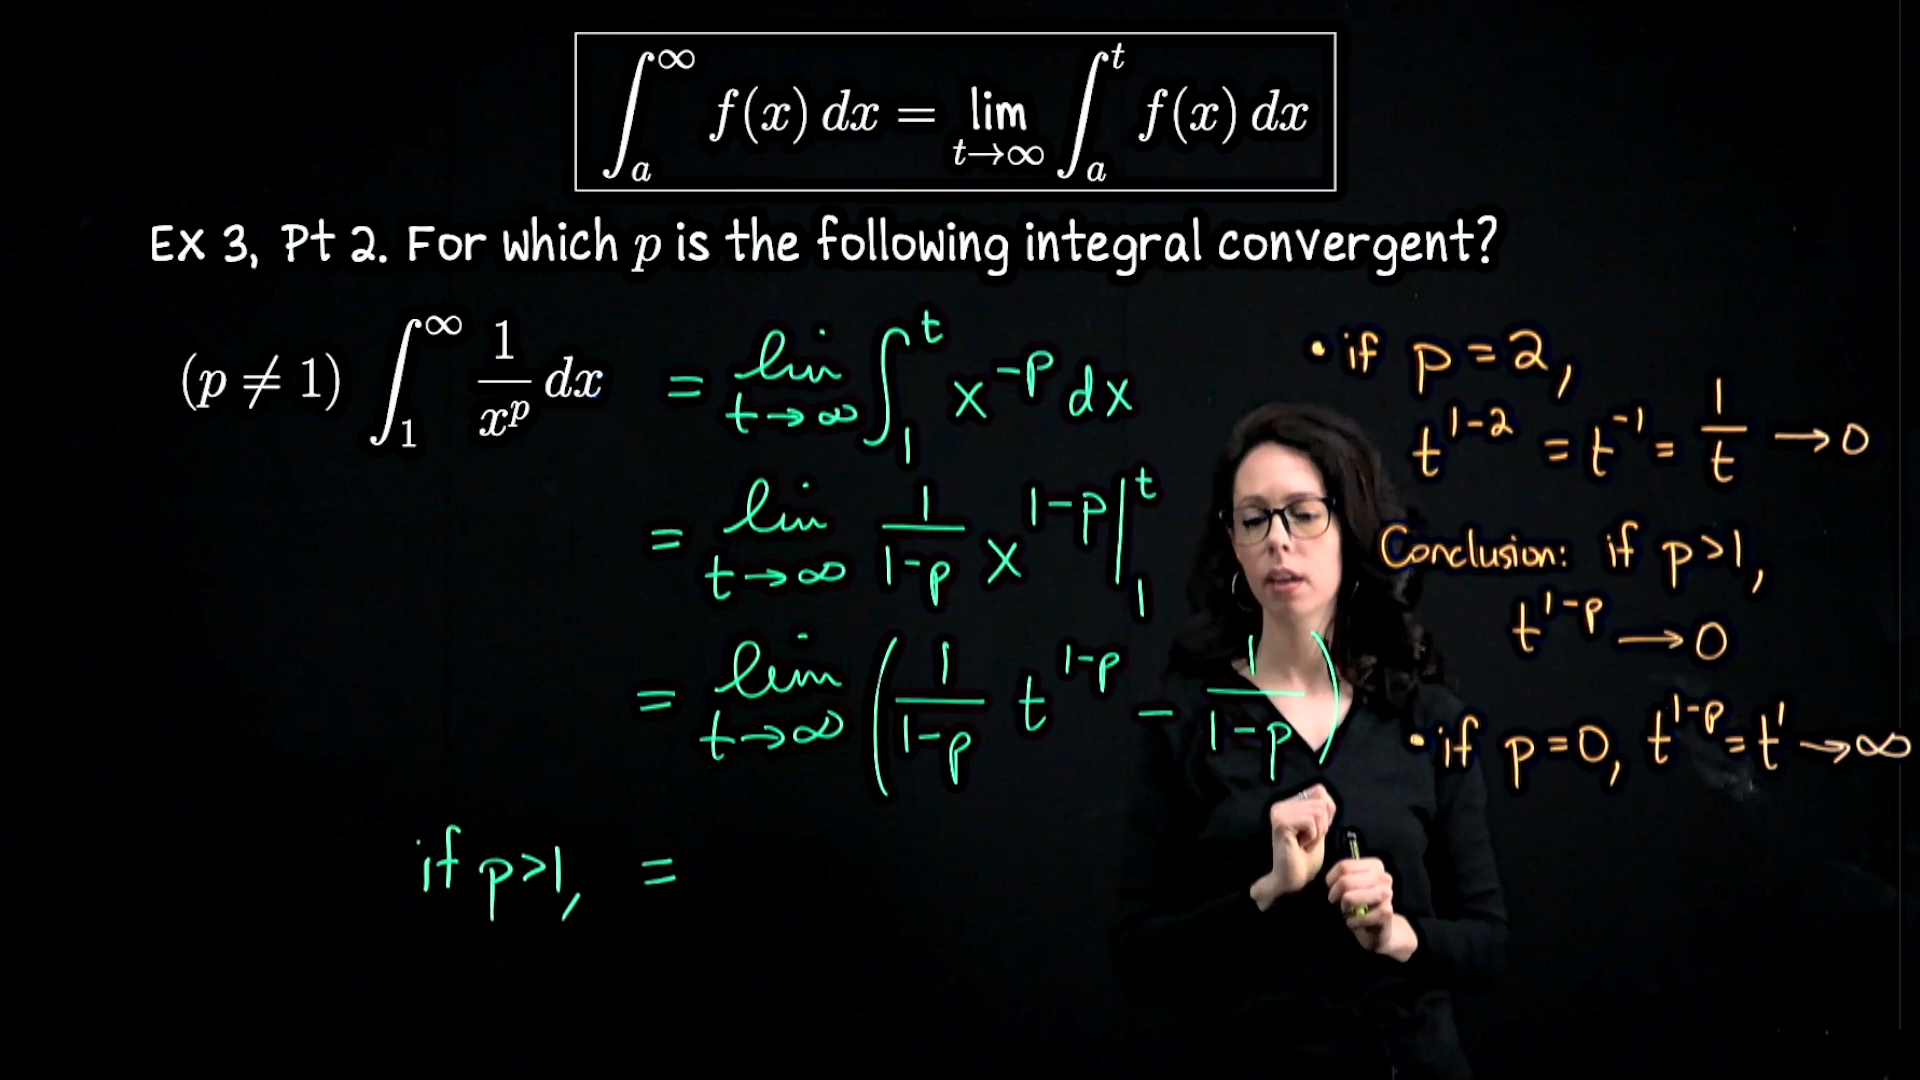 ∫_a^∞ f(x) dx = lim_{t→∞} ∫_a^t f(x) dx
Ex 3, Pt 2. For which p is the following integral convergent?
(p ≠ 1) ∫_1^∞ 1/x^p dx = lim_{t→∞} ∫_1^t x^{-p} dx
= lim_{t→∞} 1/(1-p) x^{1-p} |_1^t
= lim_{t→∞} (1/(1-p) t^{1-p} - 1/(1-p))
if p>1, =
• if p=2,
t^{1-2} = t^{-1} = 1/t → 0
Conclusion: if p>1,
t^{1-p} → 0
• if p=0, t^{1-p} = t^1 → ∞